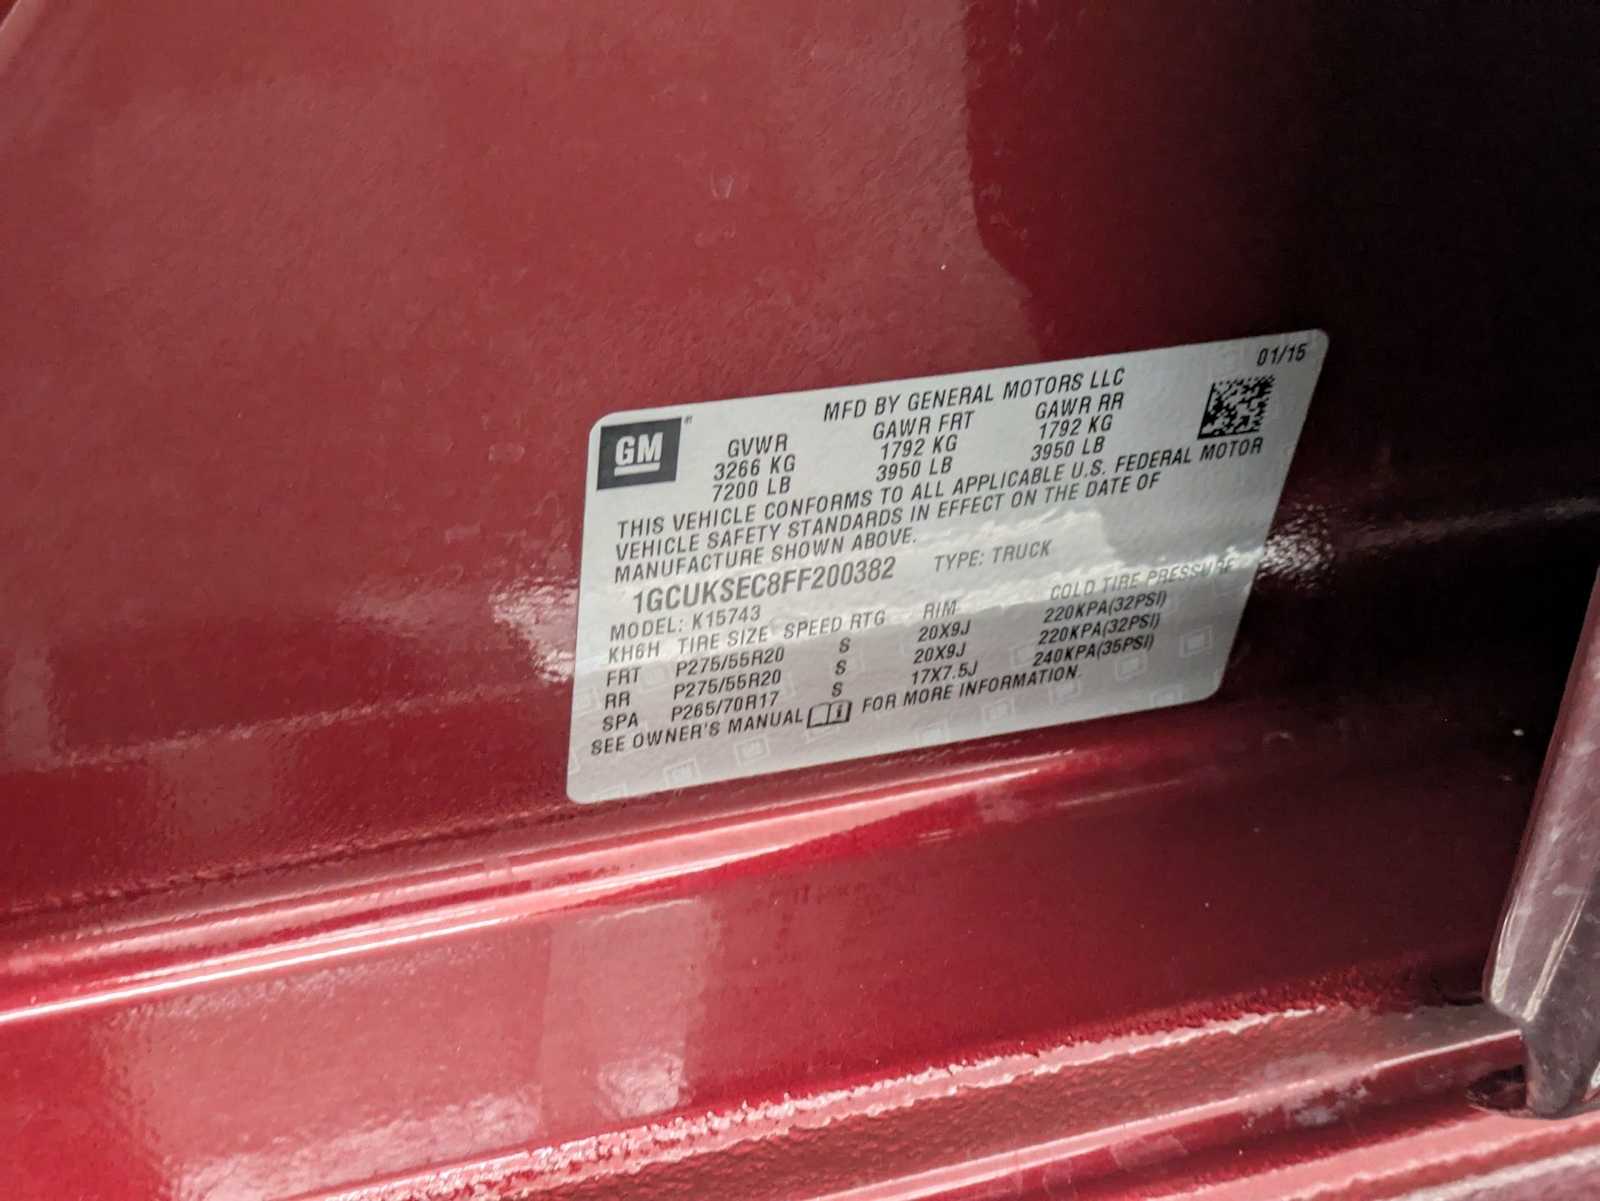 01/15
MFD BY GENERAL MOTORS LLC
GM
GVWR GAWR FRT GAWR RR
3266 KG 1792 KG 1792 KG
7200 LB 3950 LB 3950 LB
THIS VEHICLE CONFORMS TO ALL APPLICABLE U.S. FEDERAL MOTOR
VEHICLE SAFETY STANDARDS IN EFFECT ON THE DATE OF
MANUFACTURE SHOWN ABOVE.
1GCUKSEC8FF200382 TYPE: TRUCK
MODEL: K15743
KH6H TIRE SIZE SPEED RTG RIM COLD TIRE PRESSURE
FRT P275/55R20 S 20X9J 220KPA(32PSI)
RR P275/55R20 S 20X9J 220KPA(32PSI)
SPA P265/70R17 S 17X7.5J 240KPA(35PSI)
SEE OWNER'S MANUAL FOR MORE INFORMATION.